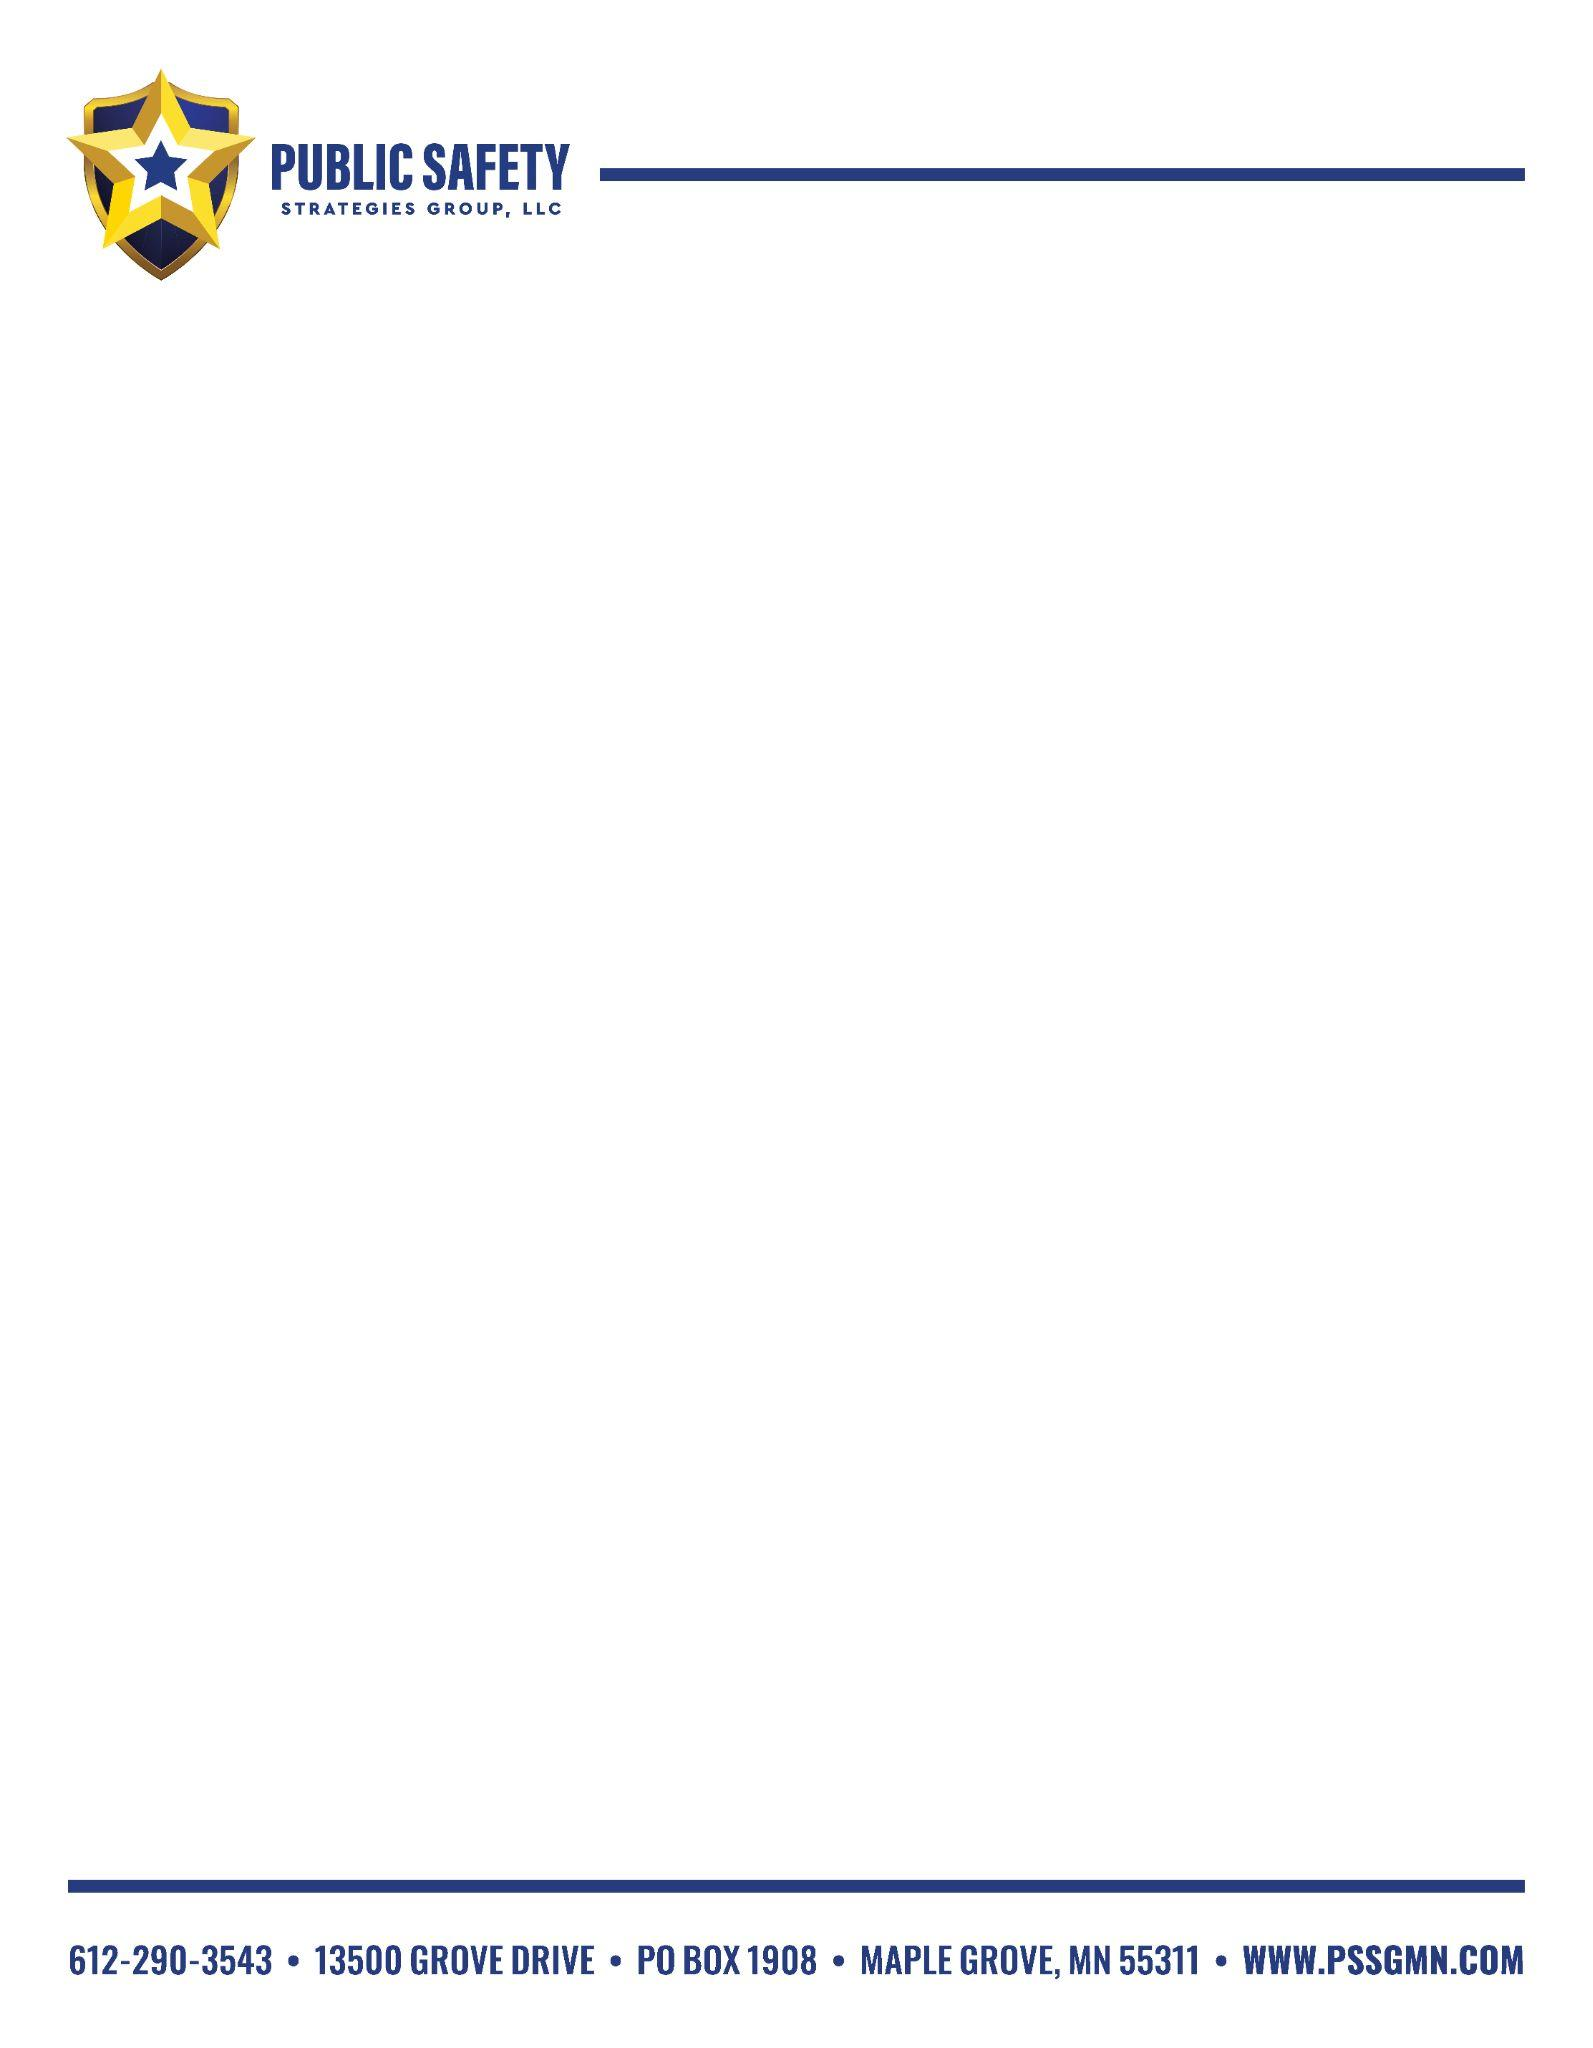 PUBLIC SAFETY
STRATEGIES GROUP, LLC
612-290-3543 • 13500 GROVE DRIVE • PO BOX 1908 • MAPLE GROVE, MN 55311 • WWW.PSSGMN.COM